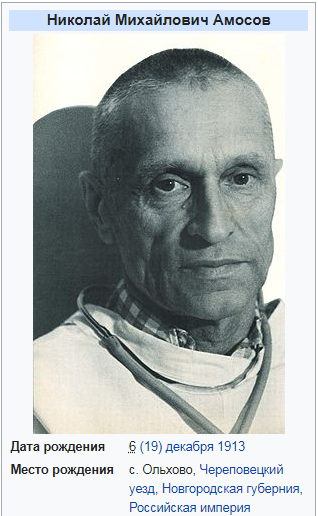 Николай Михайлович Амосов
Дата рождения 6 (19) декабря 1913
Место рождения с. Ольхово, Череповецкий
уезд, Новгородская губерния,
Российская империя